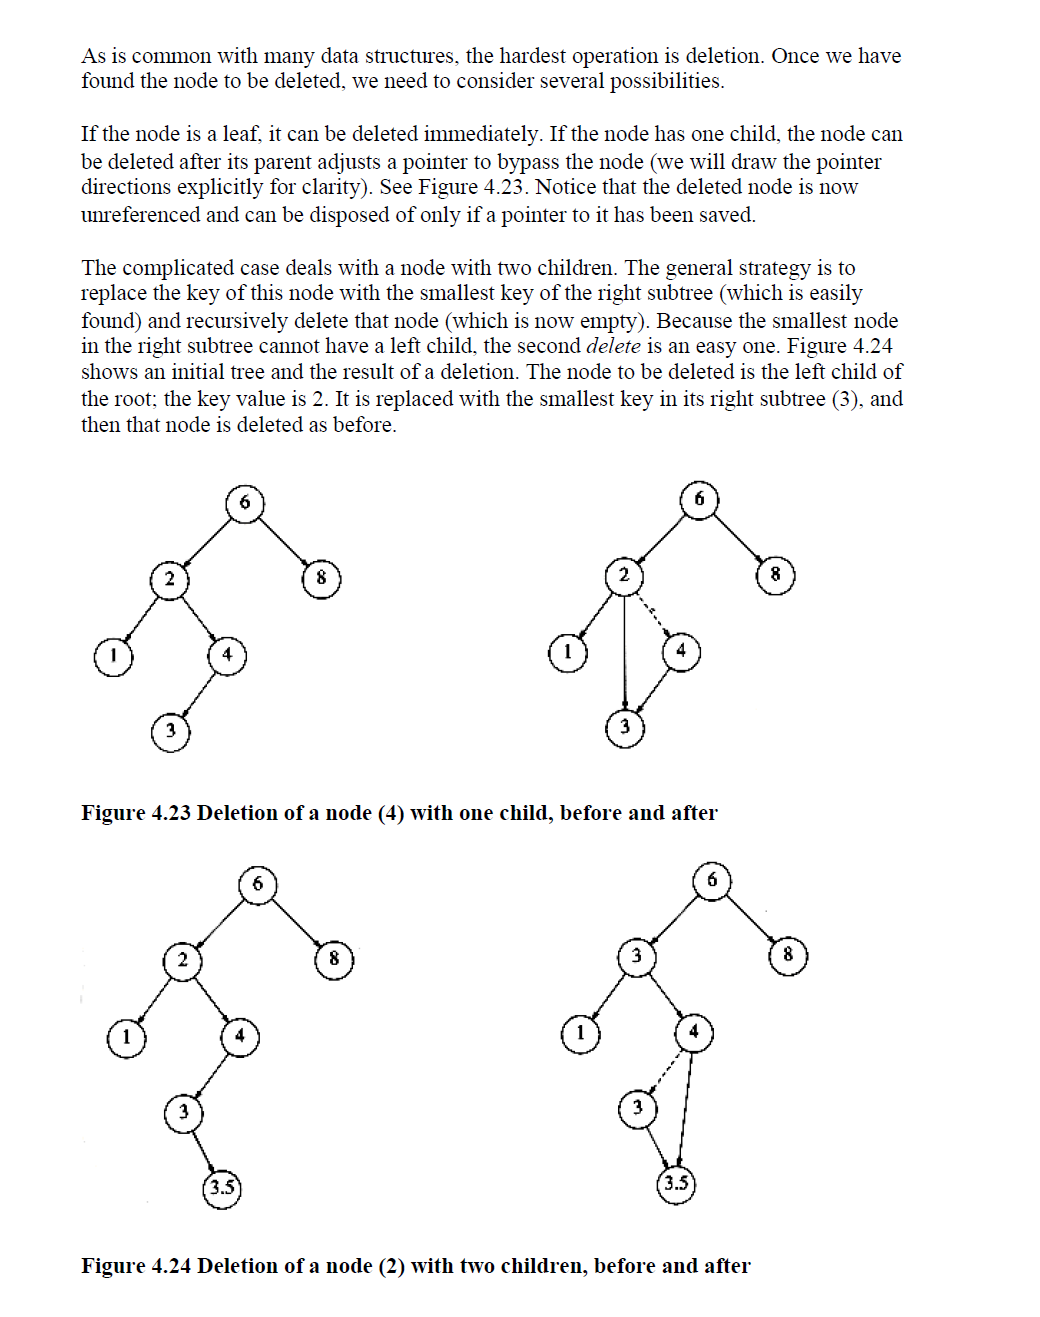 As is common with many data structures, the hardest operation is deletion. Once we have
found the node to be deleted, we need to consider several possibilities.
If the node is a leaf, it can be deleted immediately. If the node has one child, the node can
be deleted after its parent adjusts a pointer to bypass the node (we will draw the pointer
directions explicitly for clarity). See Figure 4.23. Notice that the deleted node is now
unreferenced and can be disposed of only if a pointer to it has been saved.
The complicated case deals with a node with two children. The general strategy is to
replace the key of this node with the smallest key of the right subtree (which is easily
found) and recursively delete that node (which is now empty). Because the smallest node
in the right subtree cannot have a left child, the second delete is an easy one. Figure 4.24
shows an initial tree and the result of a deletion. The node to be deleted is the left child of
the root; the key value is 2. It is replaced with the smallest key in its right subtree (3), and
then that node is deleted as before.
6
2
8
1
4
3
6
2
8
1
4
3
Figure 4.23 Deletion of a node (4) with one child, before and after
6
2
8
1
4
3
3.5
6
3
8
1
4
3
3.5
Figure 4.24 Deletion of a node (2) with two children, before and after